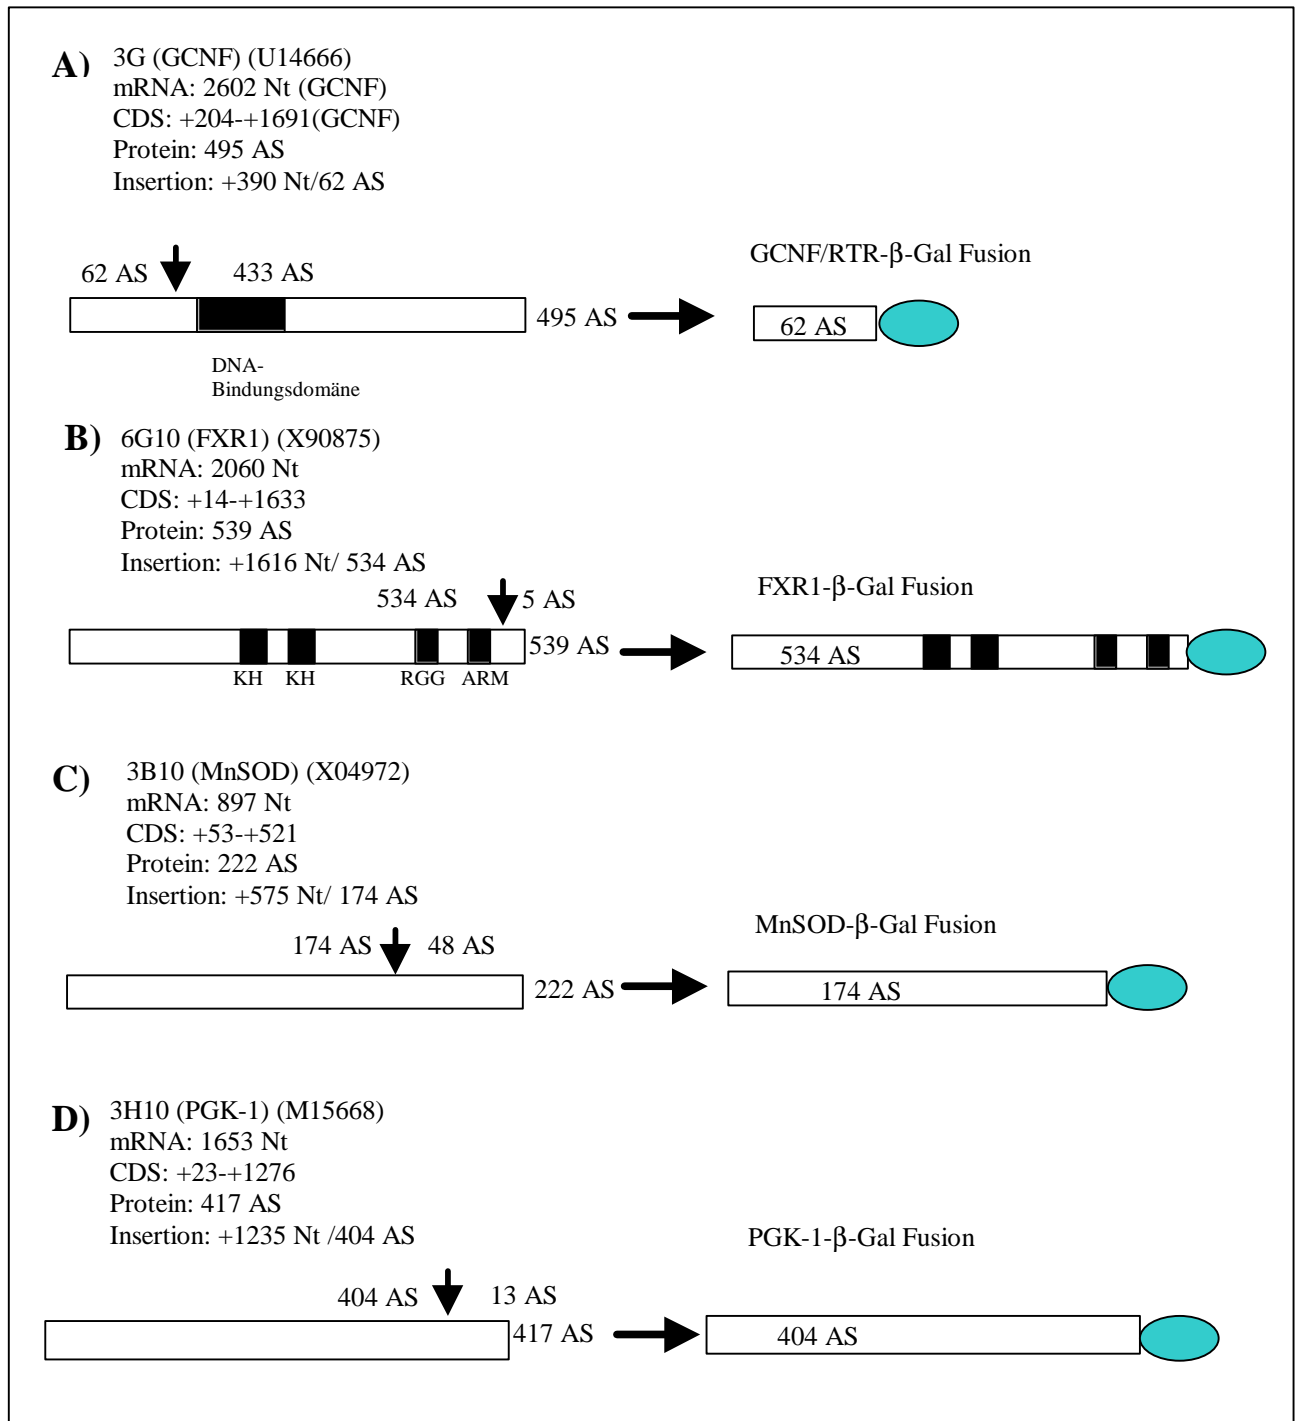 A)
3G (GCNF) (U14666)
mRNA: 2602 Nt (GCNF)
CDS: +204-+1691(GCNF)
Protein: 495 AS
Insertion: +390 Nt/62 AS
62 AS
433 AS
495 AS
DNA-
Bindungsdomäne
GCNF/RTR-β-Gal Fusion
62 AS
B)
6G10 (FXR1) (X90875)
mRNA: 2060 Nt
CDS: +14-+1633
Protein: 539 AS
Insertion: +1616 Nt/ 534 AS
534 AS
5 AS
539 AS
KH
KH
RGG
ARM
FXR1-β-Gal Fusion
534 AS
C)
3B10 (MnSOD) (X04972)
mRNA: 897 Nt
CDS: +53-+521
Protein: 222 AS
Insertion: +575 Nt/ 174 AS
174 AS
48 AS
222 AS
MnSOD-β-Gal Fusion
174 AS
D)
3H10 (PGK-1) (M15668)
mRNA: 1653 Nt
CDS: +23-+1276
Protein: 417 AS
Insertion: +1235 Nt /404 AS
404 AS
13 AS
417 AS
PGK-1-β-Gal Fusion
404 AS